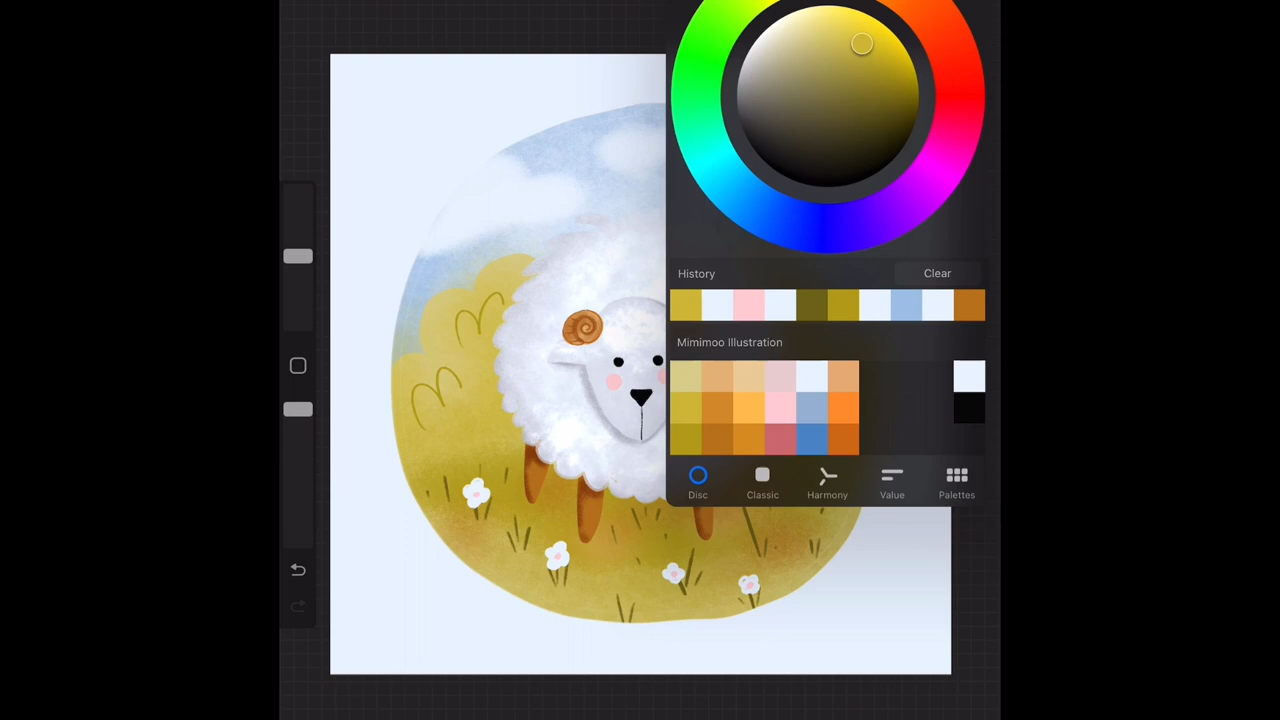 History
Clear
Mimimoo Illustration
Disc
Classic
Harmony
Value
Palettes